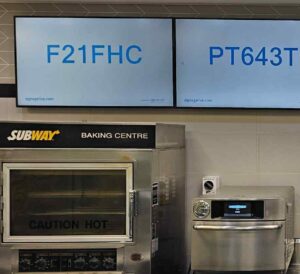 F21FHC
PT643T
SUBWAY
BAKING CENTRE
CAUTION HOT